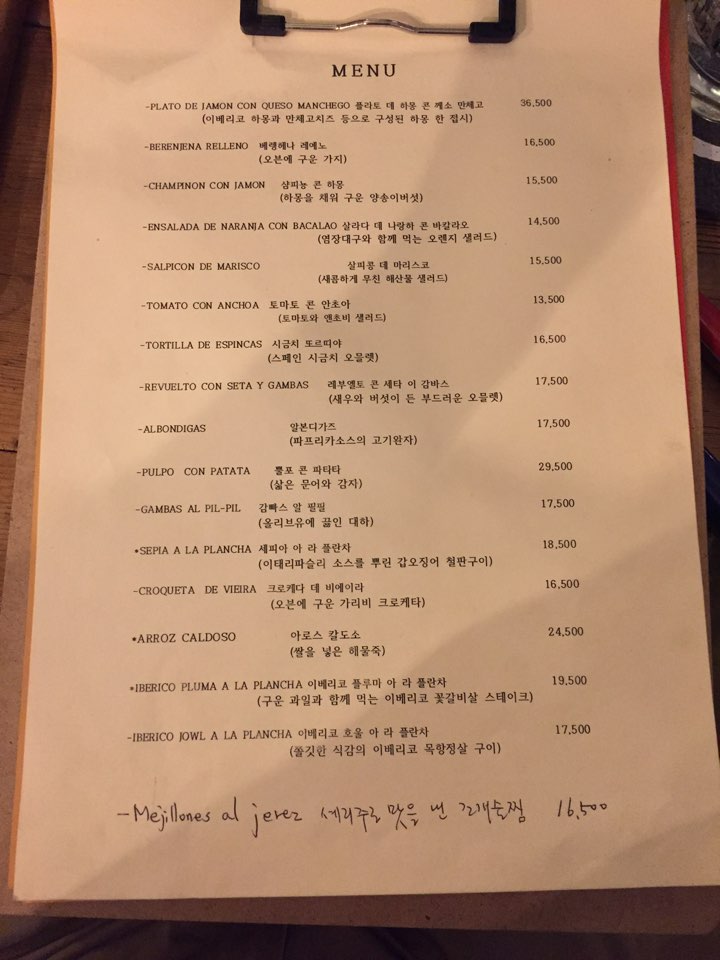 MENU
-PLATO DE JAMON CON QUESO MANCHEGO 플라토 데 하몽 콘 께소 만체고 36,500
(이베리코 하몽과 만체고치즈 등으로 구성된 하몽 한 접시)
-BERENJENA RELLENO 베렝헤나 레예노 16,500
(오븐에 구운 가지)
-CHAMPINON CON JAMON 샴피뇽 콘 하몽 15,500
(하몽을 채워 구운 양송이버섯)
-ENSALADA DE NARANJA CON BACALAO 살라다 데 나랑하 콘 바칼라오 14,500
(염장대구와 함께 먹는 오렌지 샐러드)
-SALPICON DE MARISCO 살피콩 데 마리스코 15,500
(새콤하게 무친 해산물 샐러드)
-TOMATO CON ANCHOA 토마토 콘 안초아 13,500
(토마토와 앤초비 샐러드)
-TORTILLA DE ESPINCAS 시금치 또르띠야 16,500
(스페인 시금치 오믈렛)
-REVUELTO CON SETA Y GAMBAS 레부엘토 콘 세타 이 감바스 17,500
(새우와 버섯이 든 부드러운 오믈렛)
-ALBONDIGAS 알본디가즈 17,500
(파프리카소스의 고기완자)
-PULPO CON PATATA 뽈포 콘 파타타 29,500
(삶은 문어와 감자)
-GAMBAS AL PIL-PIL 감빠스 알 필필 17,500
(올리브유에 끓인 대하)
*SEPIA A LA PLANCHA 세피아 아 라 플란차 18,500
(이태리파슬리 소스를 뿌린 갑오징어 철판구이)
-CROQUETA DE VIEIRA 크로케다 데 비에이라 16,500
(오븐에 구운 가리비 크로케타)
*ARROZ CALDOSO 아로스 칼도소 24,500
(쌀을 넣은 해물죽)
*IBERICO PLUMA A LA PLANCHA 이베리코 플루마 아 라 플란차 19,500
(구운 과일과 함께 먹는 이베리코 꽃갈비살 스테이크)
-IBERICO JOWL A LA PLANCHA 이베리코 호울 아 라 플란차 17,500
(쫄깃한 식감의 이베리코 목항정살 구이)
-Mejillones al jerez 세리주로 맛을 낸 조개술찜 16,500